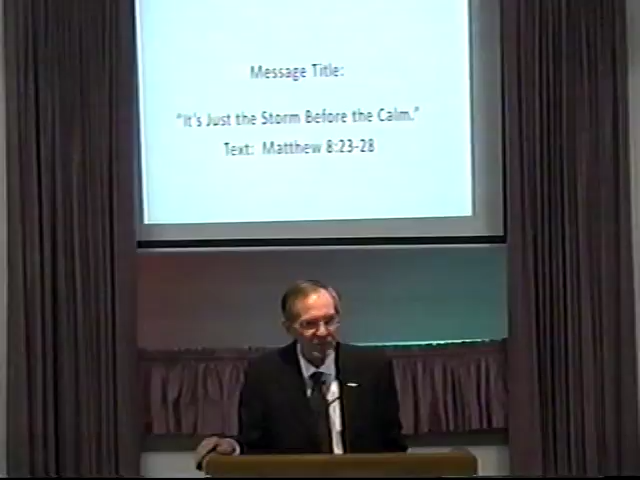 Message Title:
"It's Just the Storm Before the Calm."
Text: Matthew 8:23-28